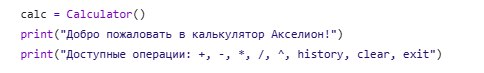 calc = Calculator()
print("Добро пожаловать в калькулятор Акселион!")
print("Доступные операции: +, -, *, /, ^, history, clear, exit")